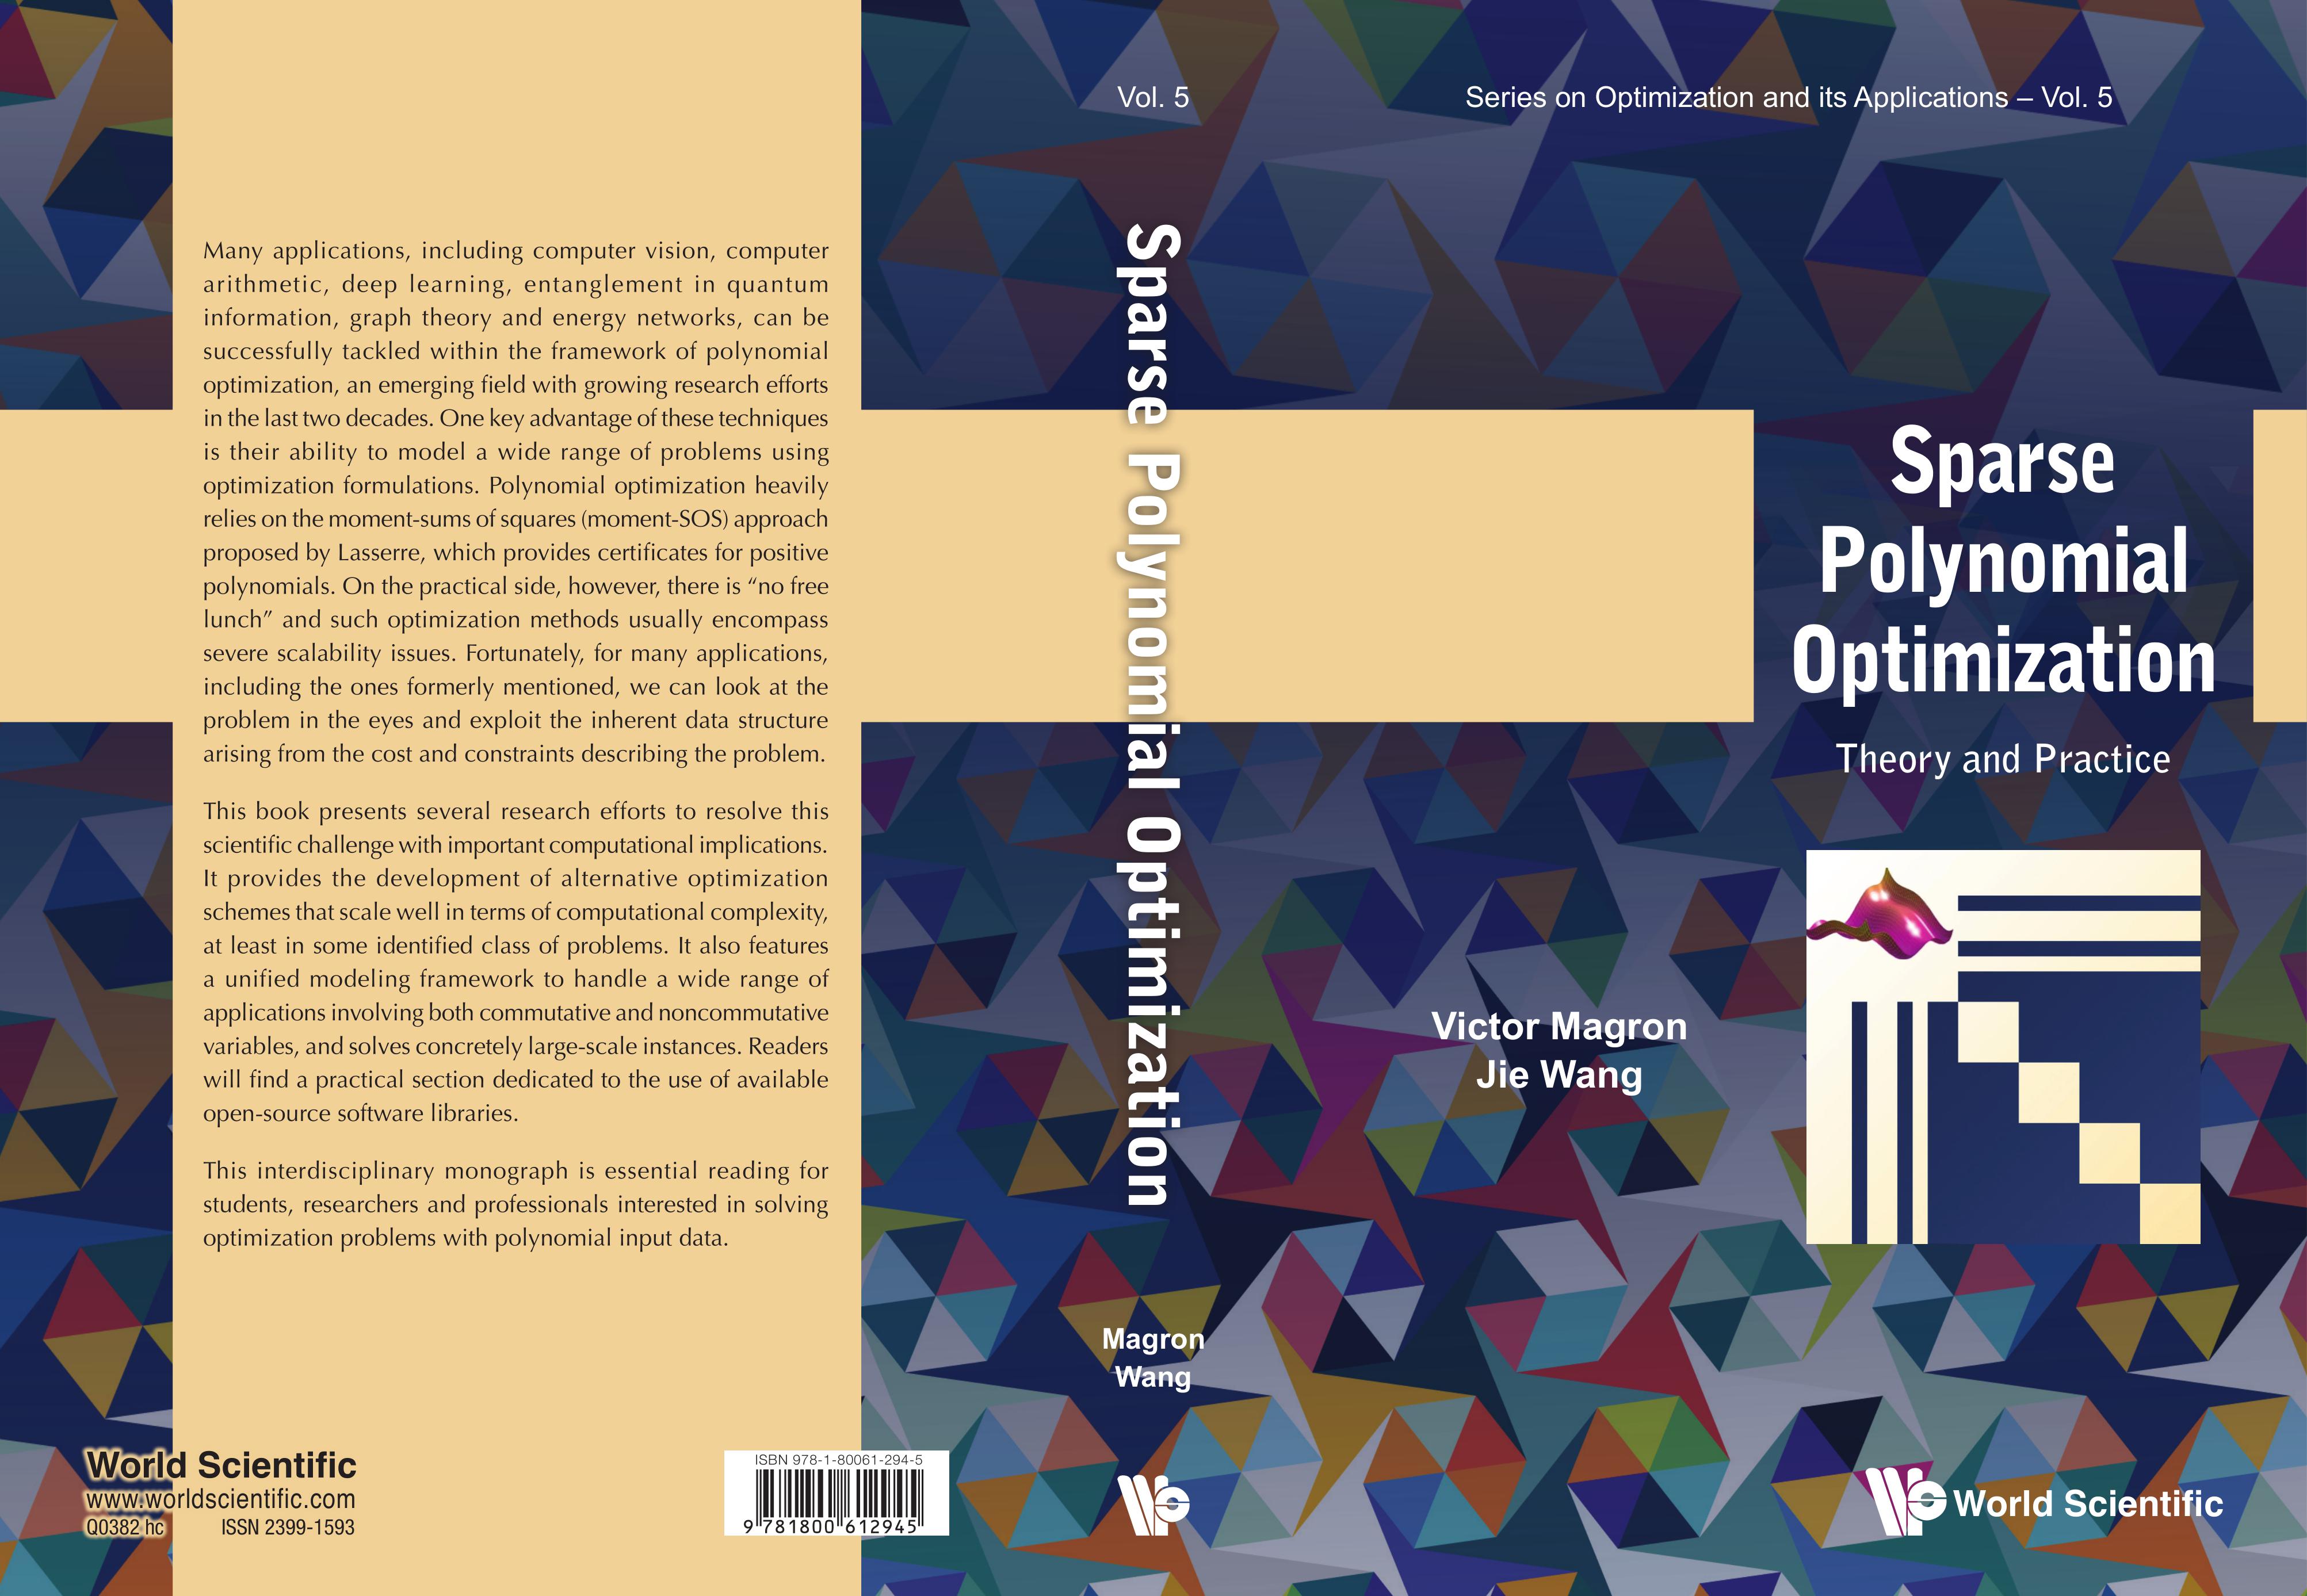 Many applications, including computer vision, computer
arithmetic, deep learning, entanglement in quantum
information, graph theory and energy networks, can be
successfully tackled within the framework of polynomial
optimization, an emerging field with growing research efforts
in the last two decades. One key advantage of these techniques
is their ability to model a wide range of problems using
optimization formulations. Polynomial optimization heavily
relies on the moment-sums of squares (moment-SOS) approach
proposed by Lasserre, which provides certificates for positive
polynomials. On the practical side, however, there is “no free
lunch” and such optimization methods usually encompass
severe scalability issues. Fortunately, for many applications,
including the ones formerly mentioned, we can look at the
problem in the eyes and exploit the inherent data structure
arising from the cost and constraints describing the problem.
This book presents several research efforts to resolve this
scientific challenge with important computational implications.
It provides the development of alternative optimization
schemes that scale well in terms of computational complexity,
at least in some identified class of problems. It also features
a unified modeling framework to handle a wide range of
applications involving both commutative and noncommutative
variables, and solves concretely large-scale instances. Readers
will find a practical section dedicated to the use of available
open-source software libraries.
This interdisciplinary monograph is essential reading for
students, researchers and professionals interested in solving
optimization problems with polynomial input data.
World Scientific
www.worldscientific.com
Q0382 hc ISSN 2399-1593
ISBN 978-1-80061-294-5
9 781800 612945
Vol. 5
Sparse Polynomial Optimization
Magron
Wang
Series on Optimization and its Applications – Vol. 5
Sparse
Polynomial
Optimization
Theory and Practice
Victor Magron
Jie Wang
World Scientific